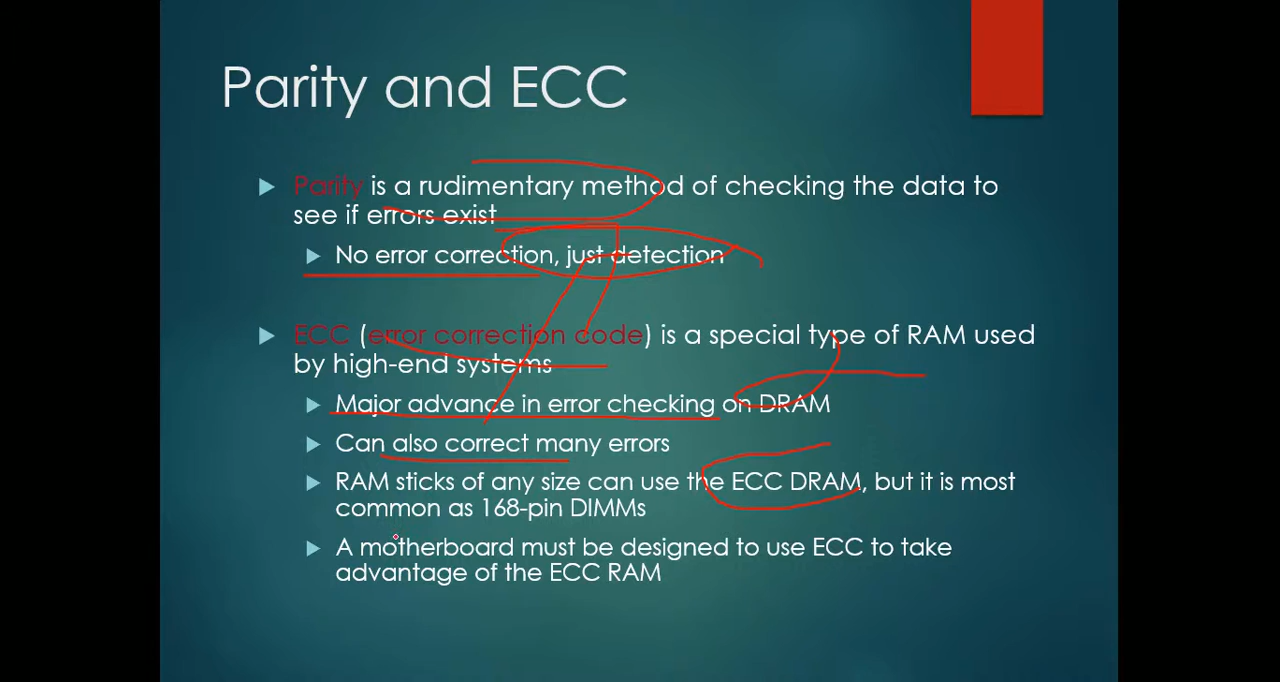 Parity and ECC
Parity is a rudimentary method of checking the data to
see if errors exist
No error correction, just detection
ECC (error correction code) is a special type of RAM used
by high-end systems
Major advance in error checking on DRAM
Can also correct many errors
RAM sticks of any size can use the ECC DRAM, but it is most
common as 168-pin DIMMs
A motherboard must be designed to use ECC to take
advantage of the ECC RAM